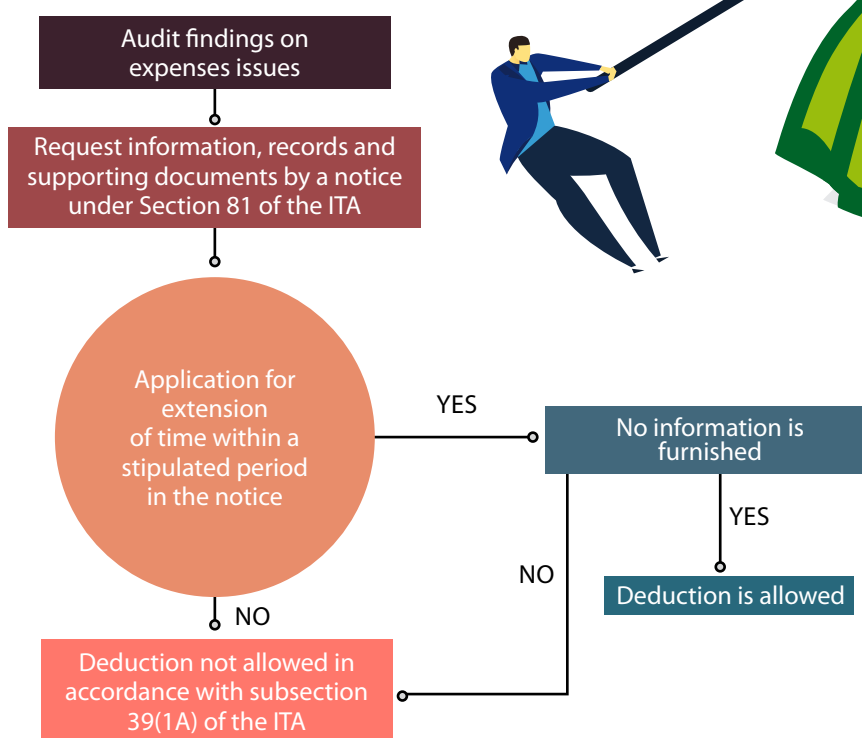 Audit findings on
expenses issues
Request information, records and
supporting documents by a notice
under Section 81 of the ITA
Application for
extension
of time within a
stipulated period
in the notice
YES
No information is
furnished
YES
NO
Deduction is allowed
NO
Deduction not allowed in
accordance with subsection
39(1A) of the ITA